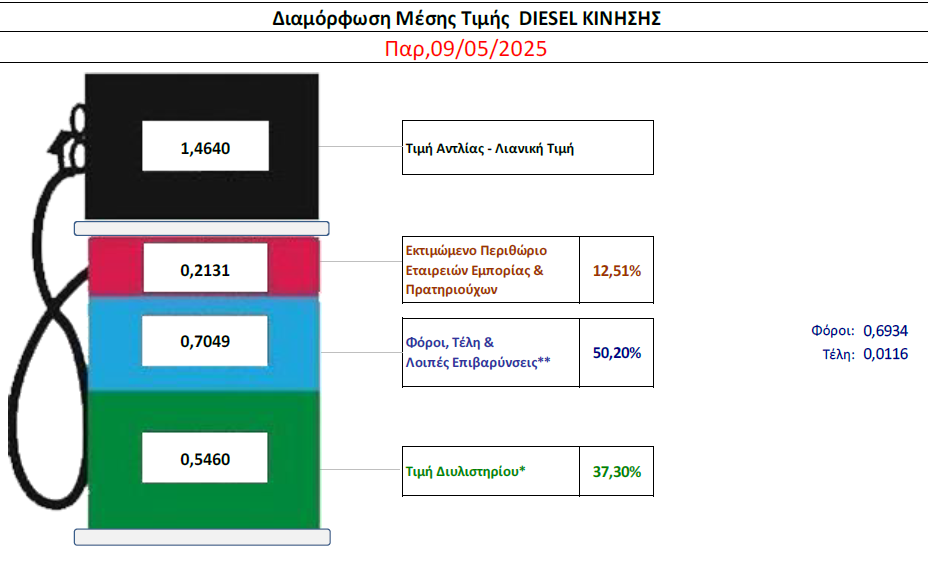 Διαμόρφωση Μέσης Τιμής DIESEL ΚΙΝΗΣΗΣ
Παρ,09/05/2025
1,4640
Τιμή Αντλίας - Λιανική Τιμή
0,2131
Εκτιμώμενο Περιθώριο
Εταιρειών Εμπορίας &
Πρατηριούχων
12,51%
0,7049
Φόροι, Τέλη &
Λοιπές Επιβαρύνσεις**
50,20%
Φόροι: 0,6934
Τέλη: 0,0116
0,5460
Τιμή Διυλιστηρίου*
37,30%